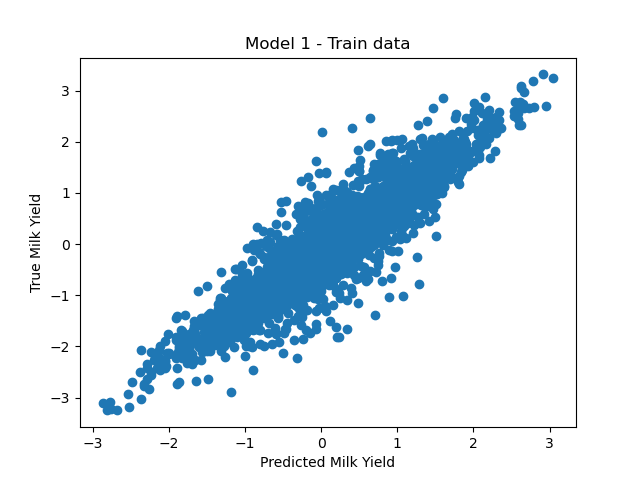 Model 1 - Train data
3
2
1
0
−1
−2
−3
True Milk Yield
−3 −2 −1 0 1 2 3
Predicted Milk Yield